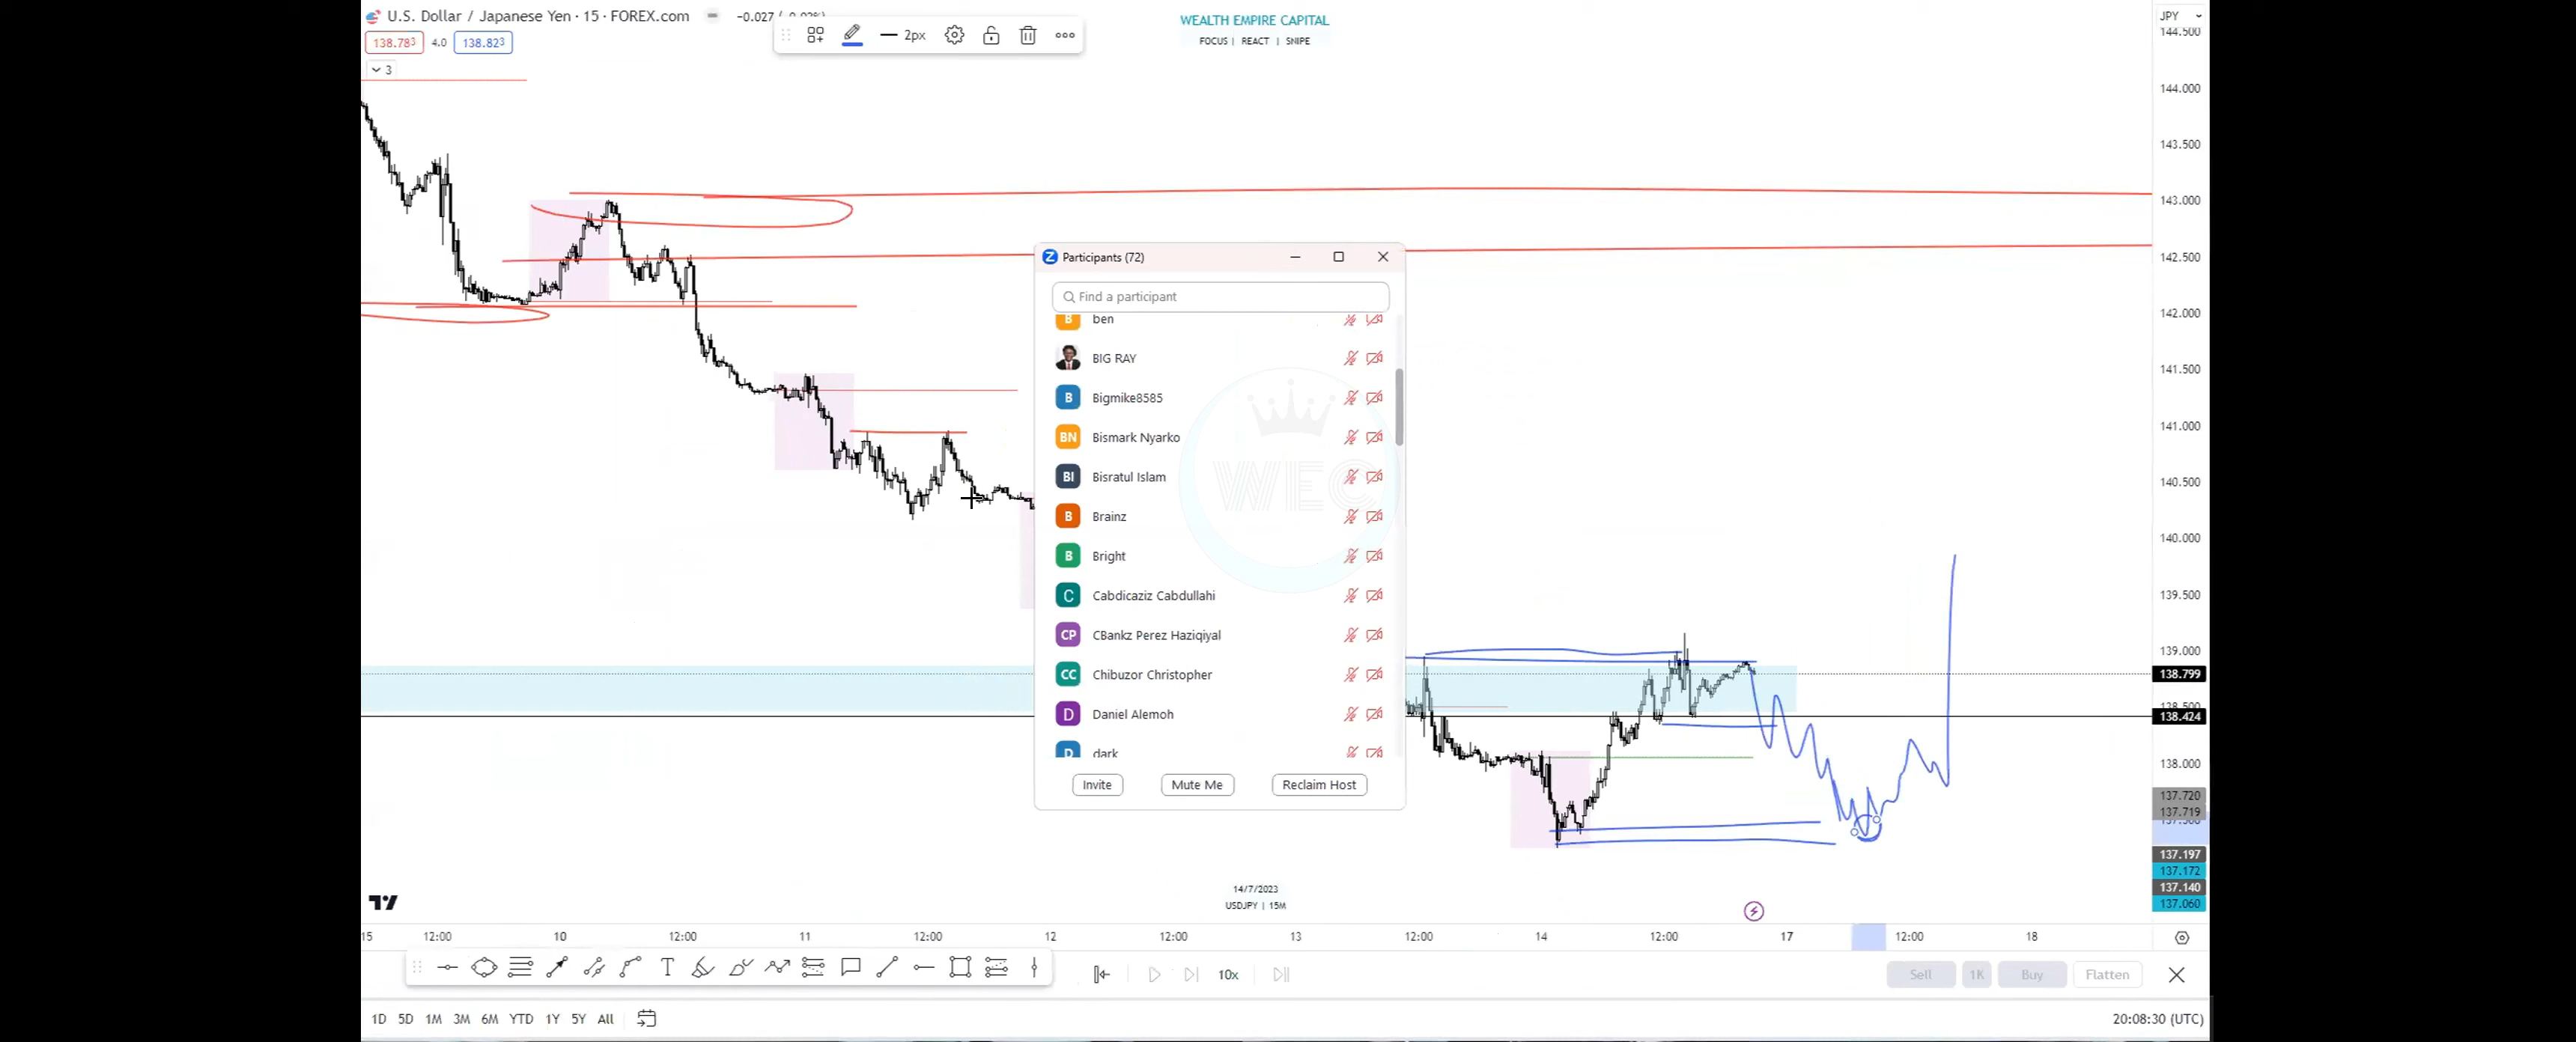 U.S. Dollar / Japanese Yen · 15 · FOREX.com
138.783 4.0 138.823
3
2px
WEALTH EMPIRE CAPITAL
FOCUS | REACT | SNIPE
JPY
144.500
144.000
143.500
143.000
142.500
142.000
141.500
141.000
140.500
140.000
139.500
139.000
138.799
138.424
138.000
137.720
137.719
137.197
137.172
137.140
137.060
Participants (72)
Find a participant
B ben
BIG RAY
B Bigmike8585
BN Bismark Nyarko
BI Bisratul Islam
B Brainz
B Bright
C Cabdicaziz Cabdullahi
CP CBankz Perez Haziqiyal
CC Chibuzor Christopher
D Daniel Alemoh
D dark
Invite Mute Me Reclaim Host
WEC
14/7/2023
USDJPY | 15M
15 12:00 10 12:00 11 12:00 12 12:00 13 12:00 14 12:00 17 12:00 18
T
10x
Sell 1K Buy Flatten
1D 5D 1M 3M 6M YTD 1Y 5Y All
20:08:30 (UTC)